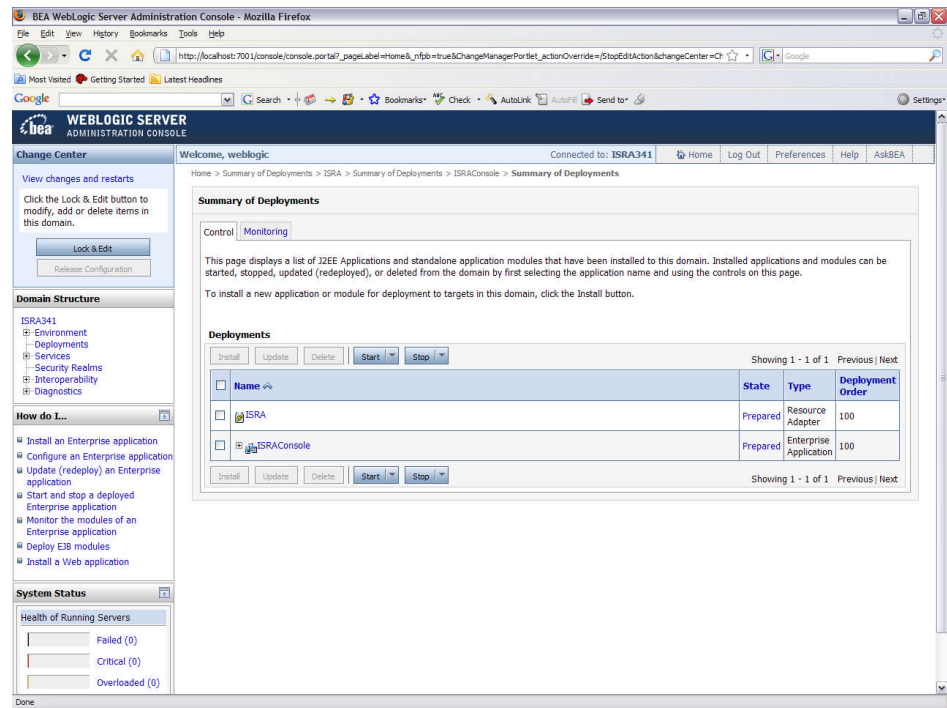 BEA WebLogic Server Administration Console - Mozilla Firefox
File Edit View History Bookmarks Tools Help
http://localhost:7001/console/console.portal?_pageLabel=Home&_nfpb=true&ChangeManagerPortlet_actionOverride=/StopEditAction&changeCenter=Ch
Google
Most Visited Getting Started Latest Headlines
Google Search Bookmarks Check AutoLink AutoFill Send to Settings
bea WEBLOGIC SERVER
ADMINISTRATION CONSOLE
Change Center
View changes and restarts
Click the Lock & Edit button to
modify, add or delete items in
this domain.
Lock & Edit
Release Configuration
Domain Structure
ISRA341
Environment
Deployments
Services
Security Realms
Interoperability
Diagnostics
How do I...
Install an Enterprise application
Configure an Enterprise application
Update (redeploy) an Enterprise
application
Start and stop a deployed
Enterprise application
Monitor the modules of an
Enterprise application
Deploy EJB modules
Install a Web application
System Status
Health of Running Servers
Failed (0)
Critical (0)
Overloaded (0)
Welcome, weblogic
Connected to: ISRA341
Home Log Out Preferences Help AskBEA
Home > Summary of Deployments > ISRA > Summary of Deployments > ISRAConsole > Summary of Deployments
Summary of Deployments
Control Monitoring
This page displays a list of J2EE Applications and standalone application modules that have been installed to this domain. Installed applications and modules can be
started, stopped, updated (redeployed), or deleted from the domain by first selecting the application name and using the controls on this page.
To install a new application or module for deployment to targets in this domain, click the Install button.
Deployments
Install Update Delete Start Stop Showing 1 - 1 of 1 Previous | Next
Name State Type Deployment
Order
ISRA Prepared Resource
Adapter 100
ISRAConsole Prepared Enterprise
Application 100
Install Update Delete Start Stop Showing 1 - 1 of 1 Previous | Next
Done